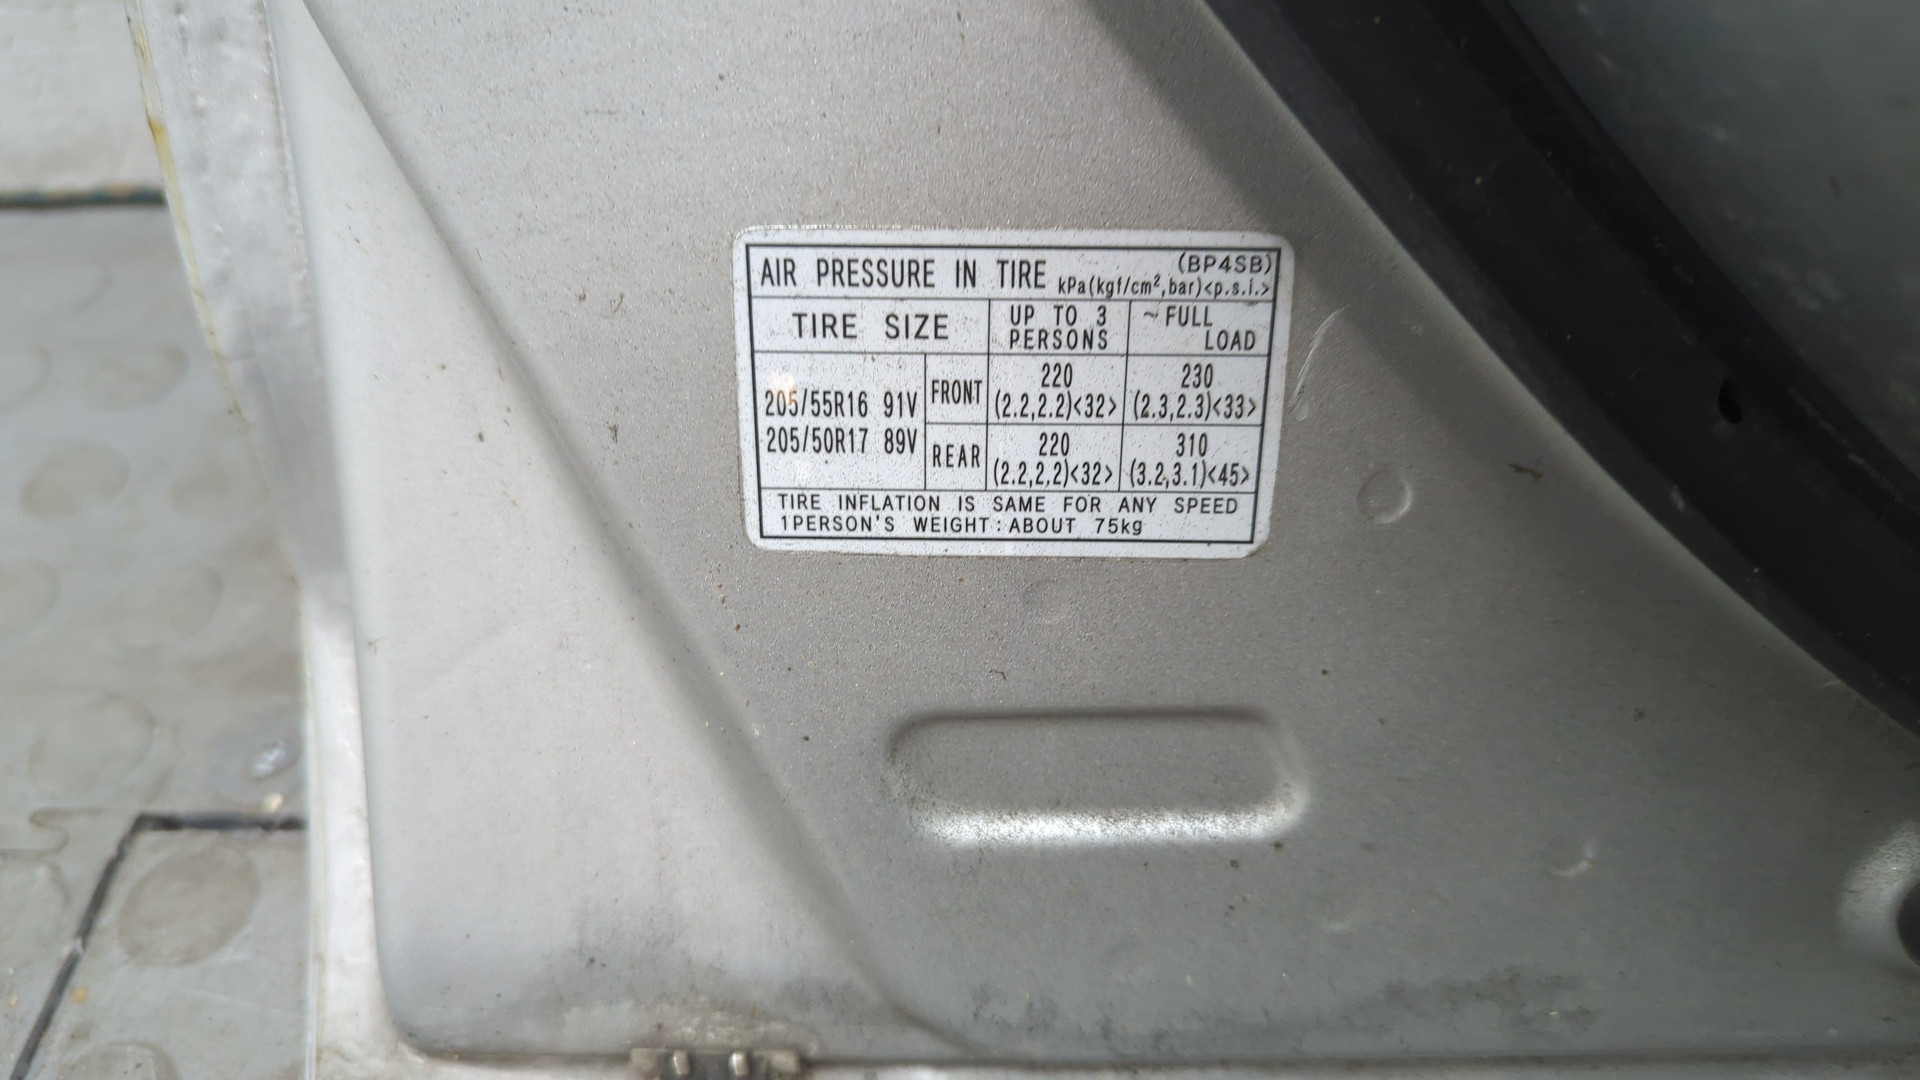 AIR PRESSURE IN TIRE (BP4SB)
kPa(kgf/cm²,bar)<p.s.i.>
TIRE SIZE
UP TO 3
PERSONS
~FULL
LOAD
205/55R16 91V
205/50R17 89V
FRONT
220
(2.2,2.2)<32>
230
(2.3,2.3)<33>
REAR
220
(2.2,2.2)<32>
310
(3.2,3.1)<45>
TIRE INFLATION IS SAME FOR ANY SPEED
1PERSON'S WEIGHT:ABOUT 75kg